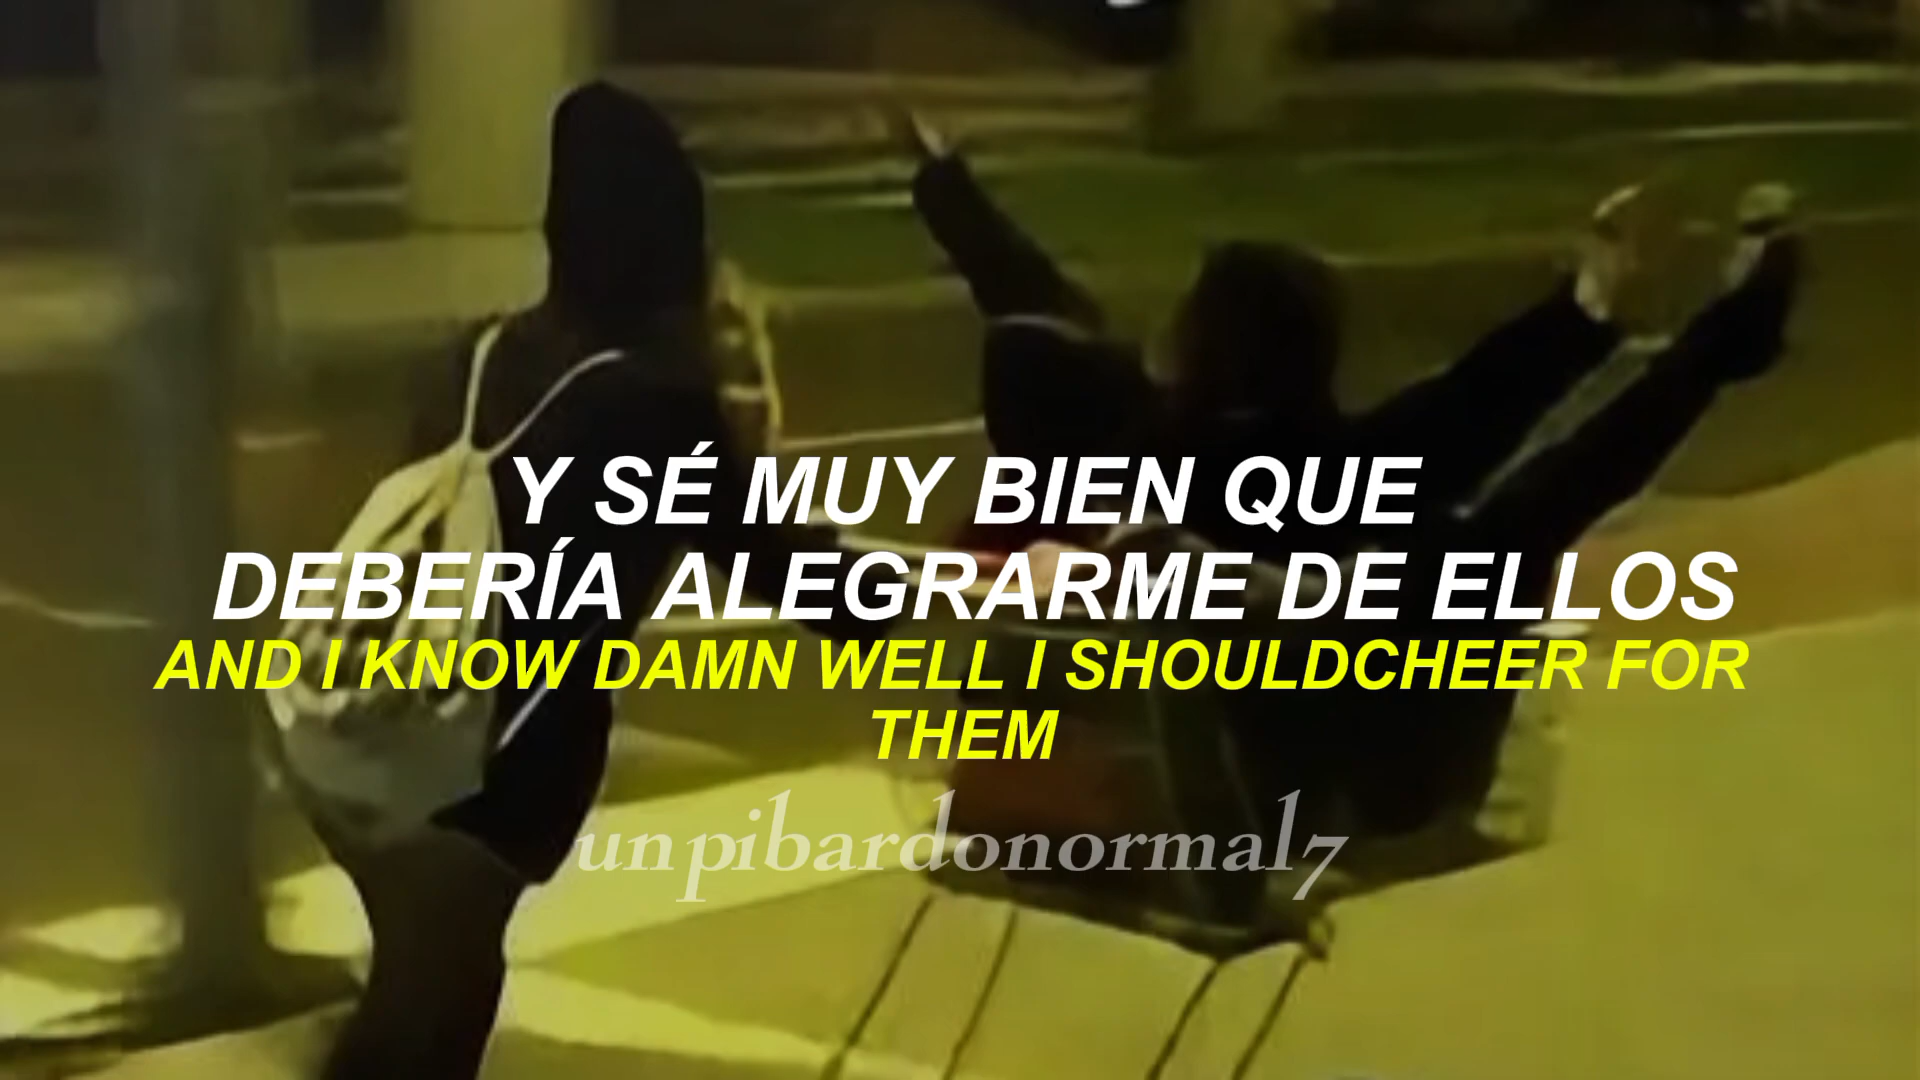 Y SÉ MUY BIEN QUE
DEBERÍA ALEGRARME DE ELLOS
AND I KNOW DAMN WELL I SHOULDCHEER FOR
THEM
unpibardonormal7